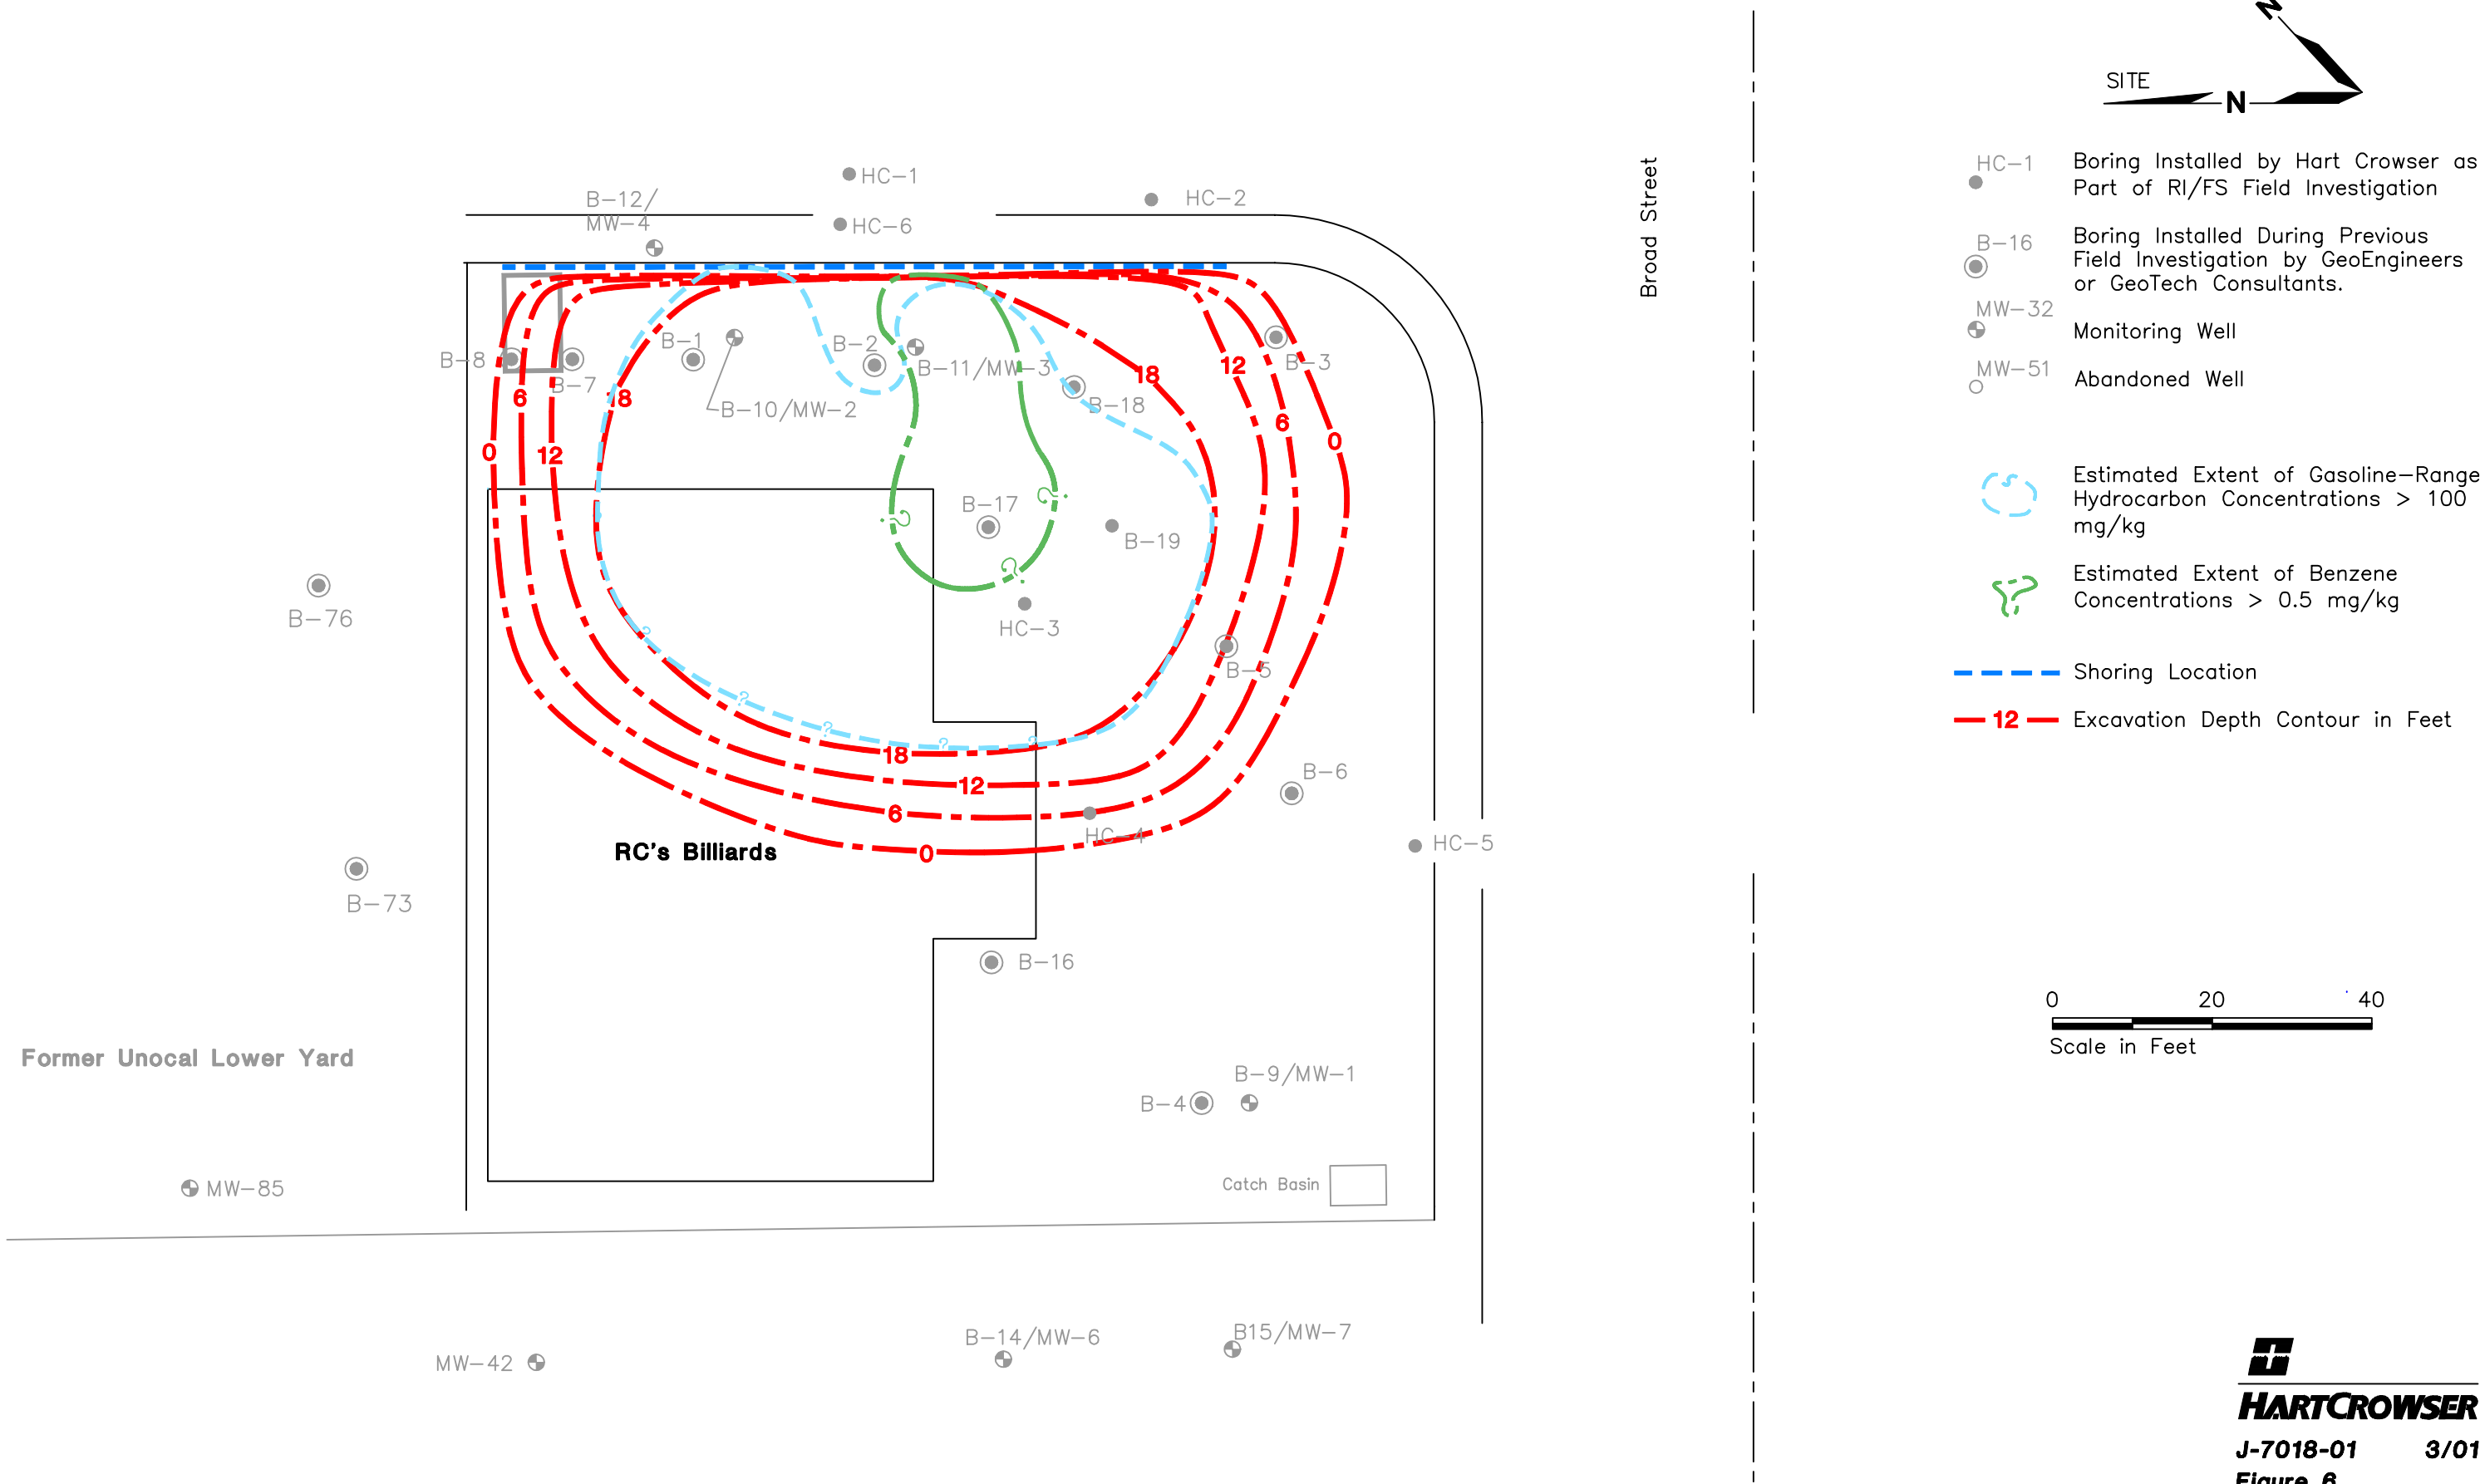 N
SITE
N
HC-1
B-12/
MW-4
HC-6
HC-2
Broad Street
B-8
B-7
B-1
B-10/MW-2
B-2
B-11/MW-3
B-18
B-3
18
12
6
0
0
6
12
18
?
?
?
B-17
B-19
HC-3
B-5
B-76
?
?
?
?
?
18
12
6
0
B-6
HC-4
HC-5
RC's Billiards
B-73
B-16
Former Unocal Lower Yard
B-9/MW-1
B-4
MW-85
Catch Basin
MW-42
B-14/MW-6
B15/MW-7
HC-1
Boring Installed by Hart Crowser as
Part of RI/FS Field Investigation
B-16
Boring Installed During Previous
Field Investigation by GeoEngineers
or GeoTech Consultants.
MW-32
Monitoring Well
MW-51
Abandoned Well
Estimated Extent of Gasoline-Range
Hydrocarbon Concentrations > 100
mg/kg
Estimated Extent of Benzene
Concentrations > 0.5 mg/kg
Shoring Location
12
Excavation Depth Contour in Feet
0 20 40
Scale in Feet
HARTCROWSER
J-7018-01 3/01
Figure 6